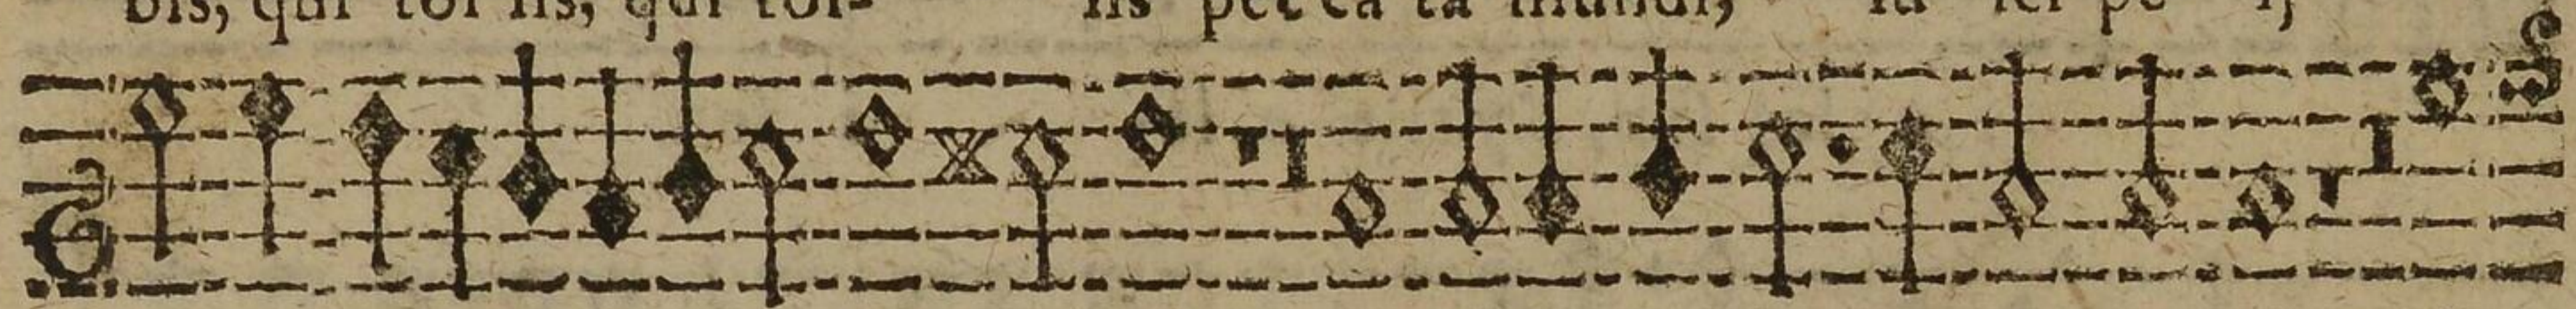 bis, qui tol lis, qui tol- lis pec ca ta mundi,